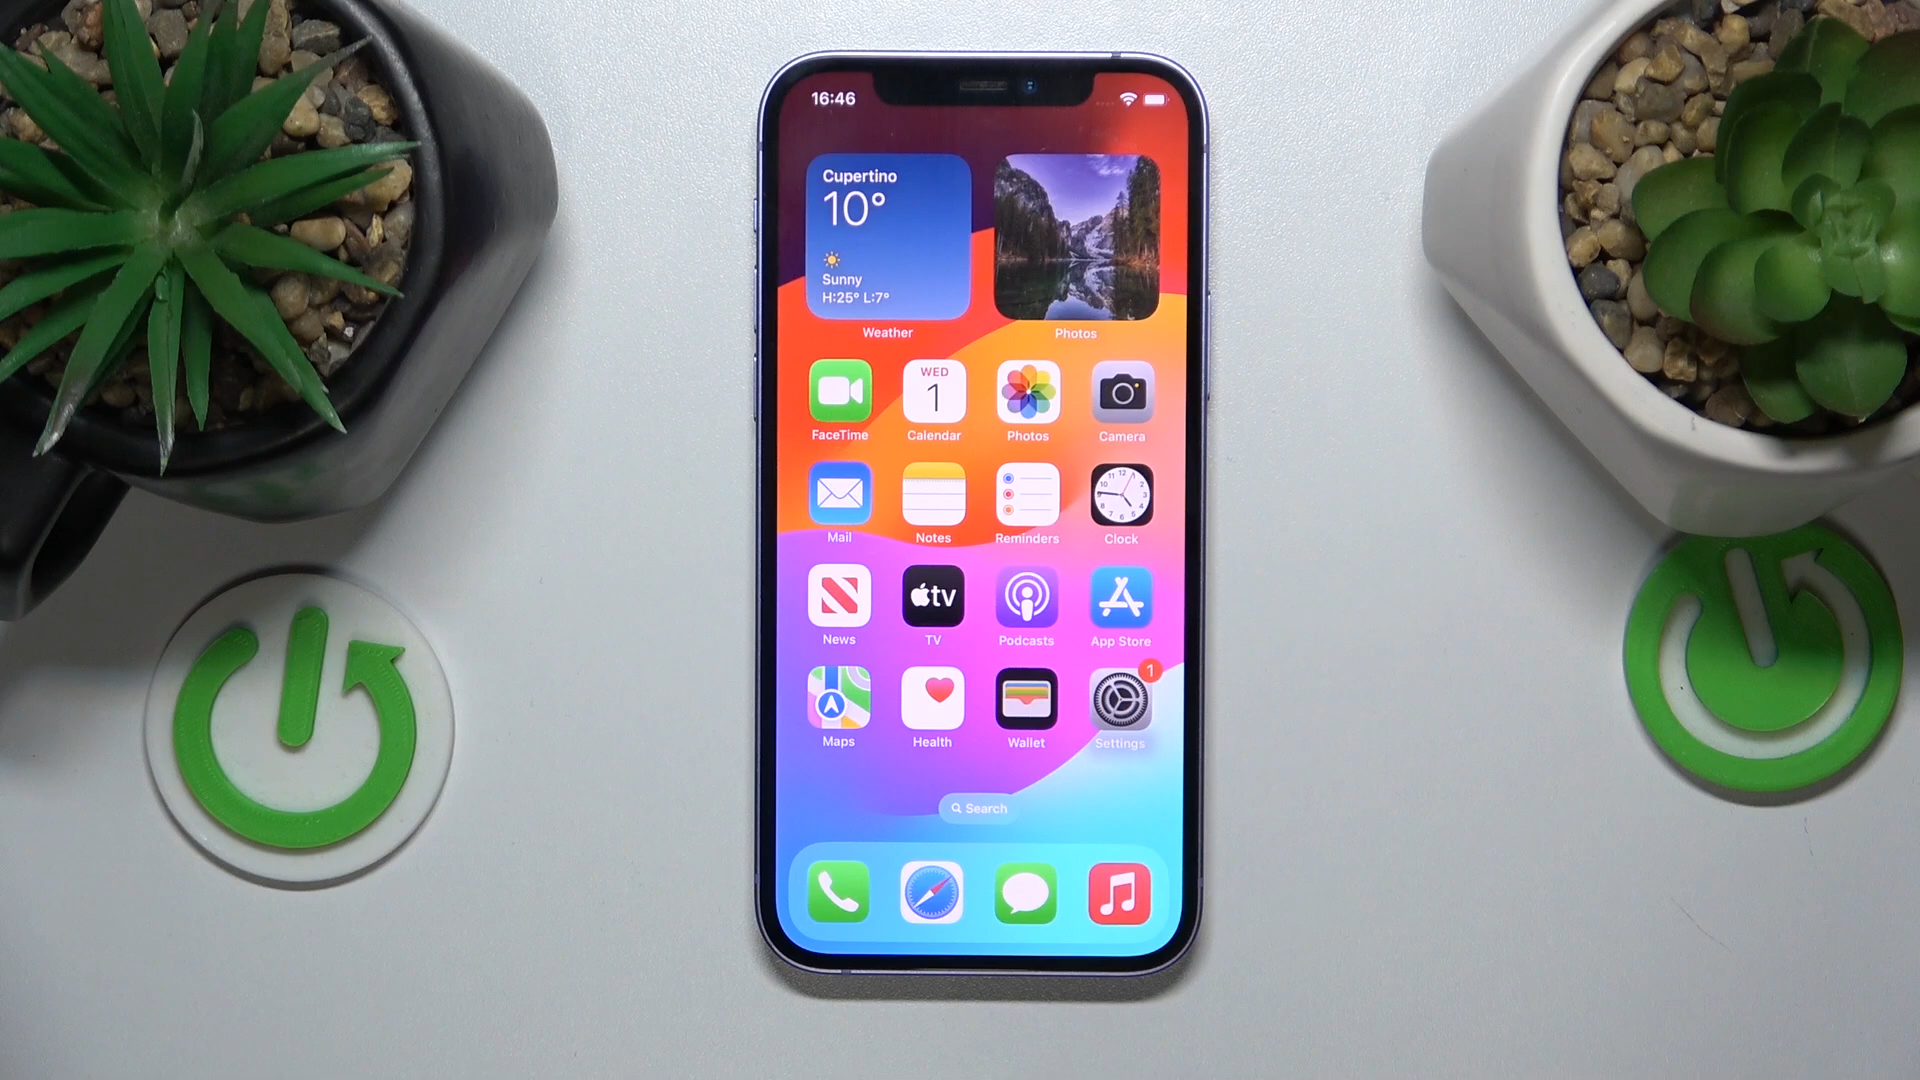 16:46
Cupertino
10°
Sunny
H:25° L:7°
Weather
Photos
WED
1
FaceTime
Calendar
Photos
Camera
Mail
Notes
Reminders
Clock
tv
News
TV
Podcasts
App Store
1
Maps
Health
Wallet
Settings
Search